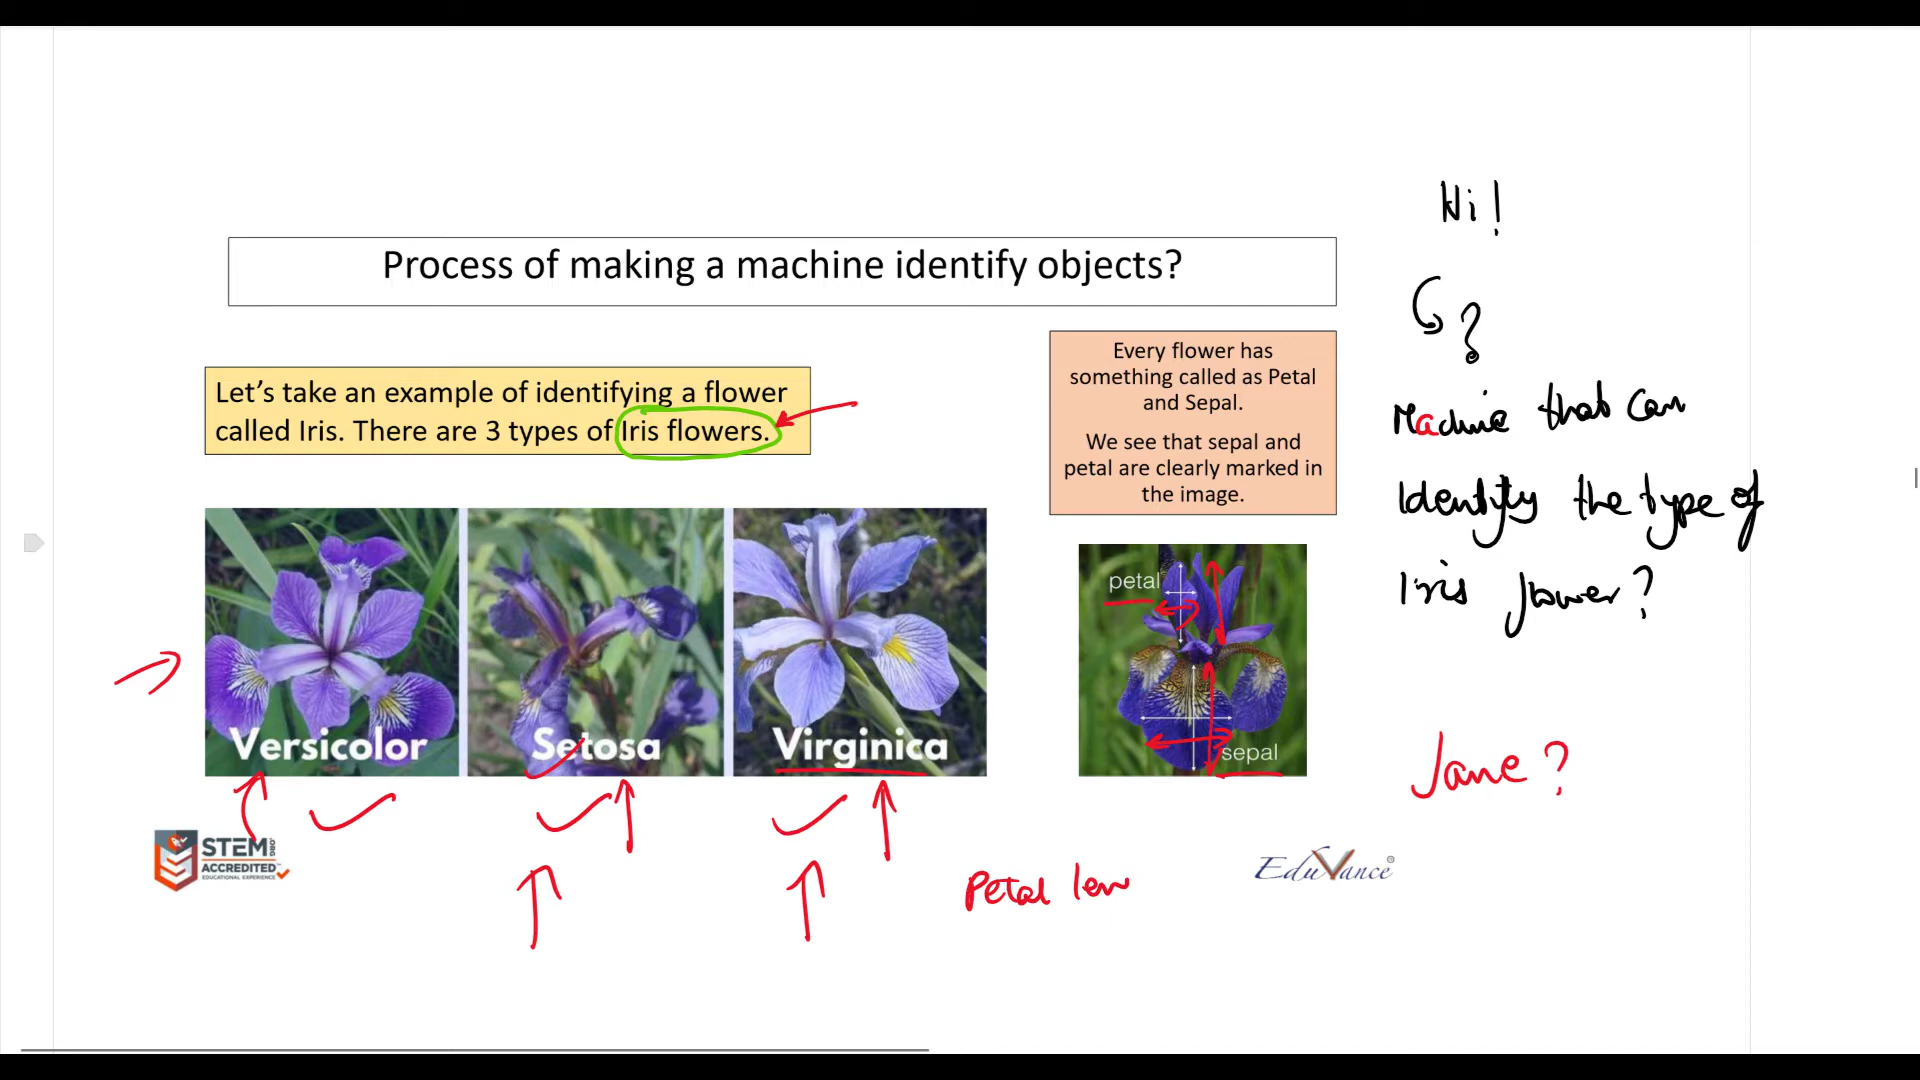 Hi!
Process of making a machine identify objects?
?
Let's take an example of identifying a flower
called Iris. There are 3 types of Iris flowers.
Every flower has
something called as Petal
and Sepal.
We see that sepal and
petal are clearly marked in
the image.
Machine that can
Identify the type of
Iris flower?
petal
sepal
Versicolor
Setosa
Virginica
Jane?
STEM.ORG
ACCREDITED
EDUCATIONAL EXPERIENCE
Petal len
EduVance